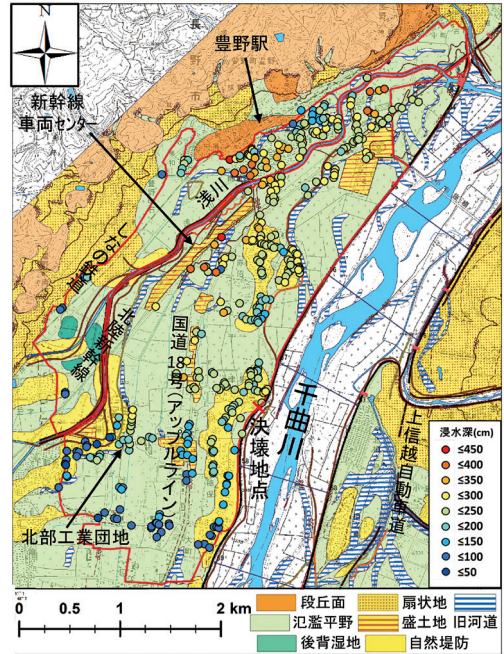 N
豊野駅
新幹線
車両センター
浅川
しなの鉄道
北陸新幹線
国道18号(アップルライン)
千曲川
決壊地点
上信越自動車道
北部工業団地
浸水深(cm)
≤450
≤400
≤350
≤300
≤250
≤200
≤150
≤100
≤50
0 0.5 1 2 km
段丘面 扇状地 旧河道
氾濫平野 盛土地
後背湿地 自然堤防